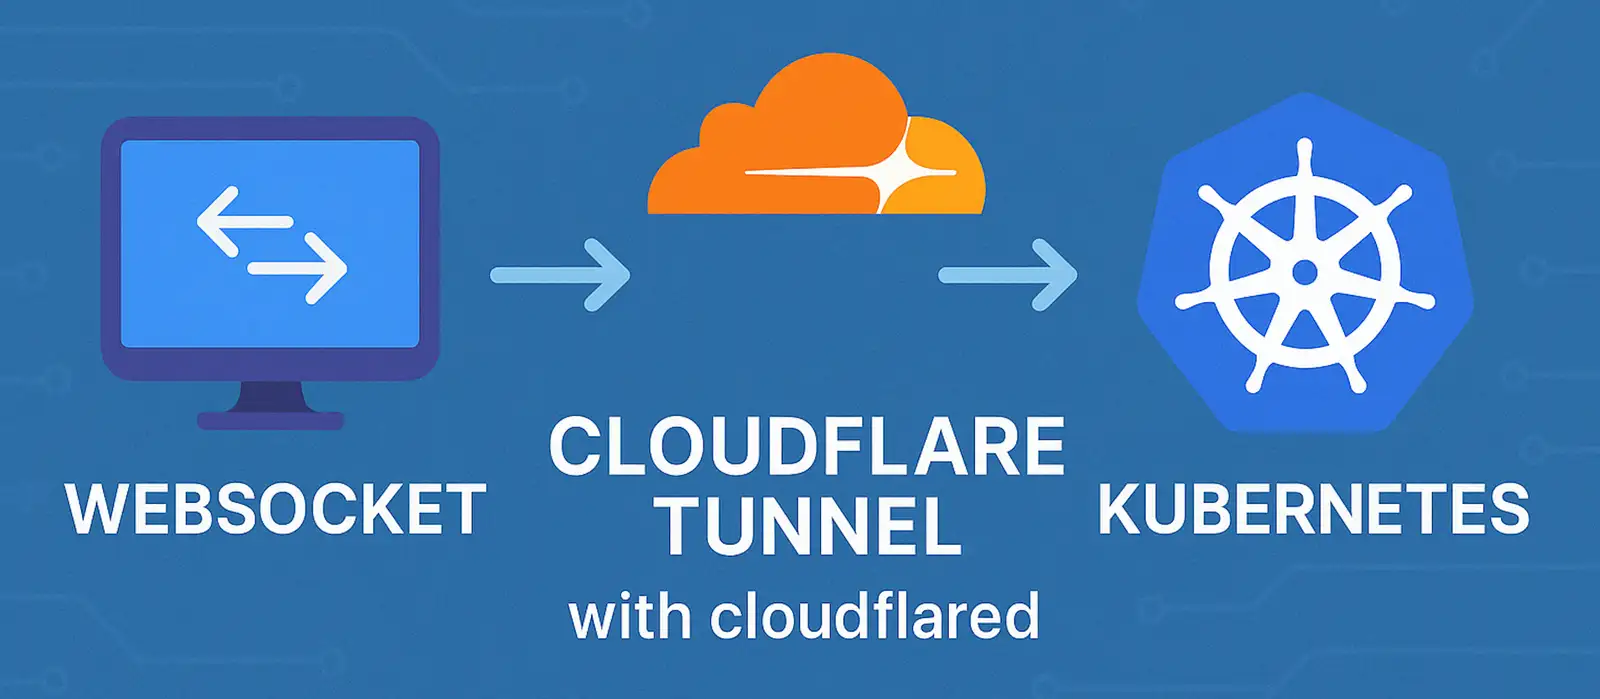 WEBSOCKET
CLOUDFLARE
TUNNEL
with cloudflared
KUBERNETES